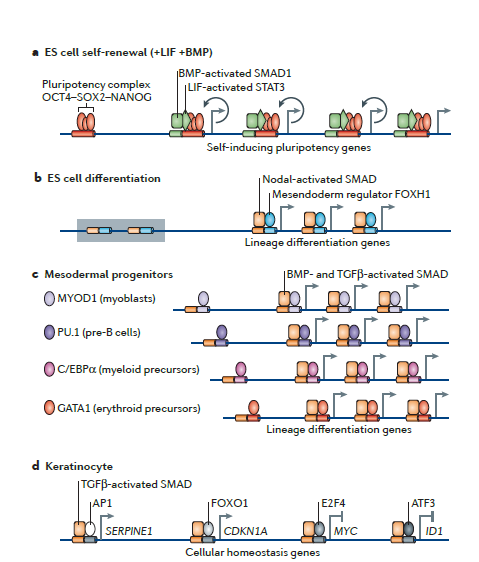 a ES cell self-renewal (+LIF +BMP)
BMP-activated SMAD1
LIF-activated STAT3
Pluripotency complex
OCT4–SOX2–NANOG
Self-inducing pluripotency genes
b ES cell differentiation
Nodal-activated SMAD
Mesendoderm regulator FOXH1
Lineage differentiation genes
c Mesodermal progenitors
BMP- and TGFβ-activated SMAD
MYOD1 (myoblasts)
PU.1 (pre-B cells)
C/EBPα (myeloid precursors)
GATA1 (erythroid precursors)
Lineage differentiation genes
d Keratinocyte
TGFβ-activated SMAD
AP1
FOXO1
E2F4
ATF3
SERPINE1
CDKN1A
MYC
ID1
Cellular homeostasis genes